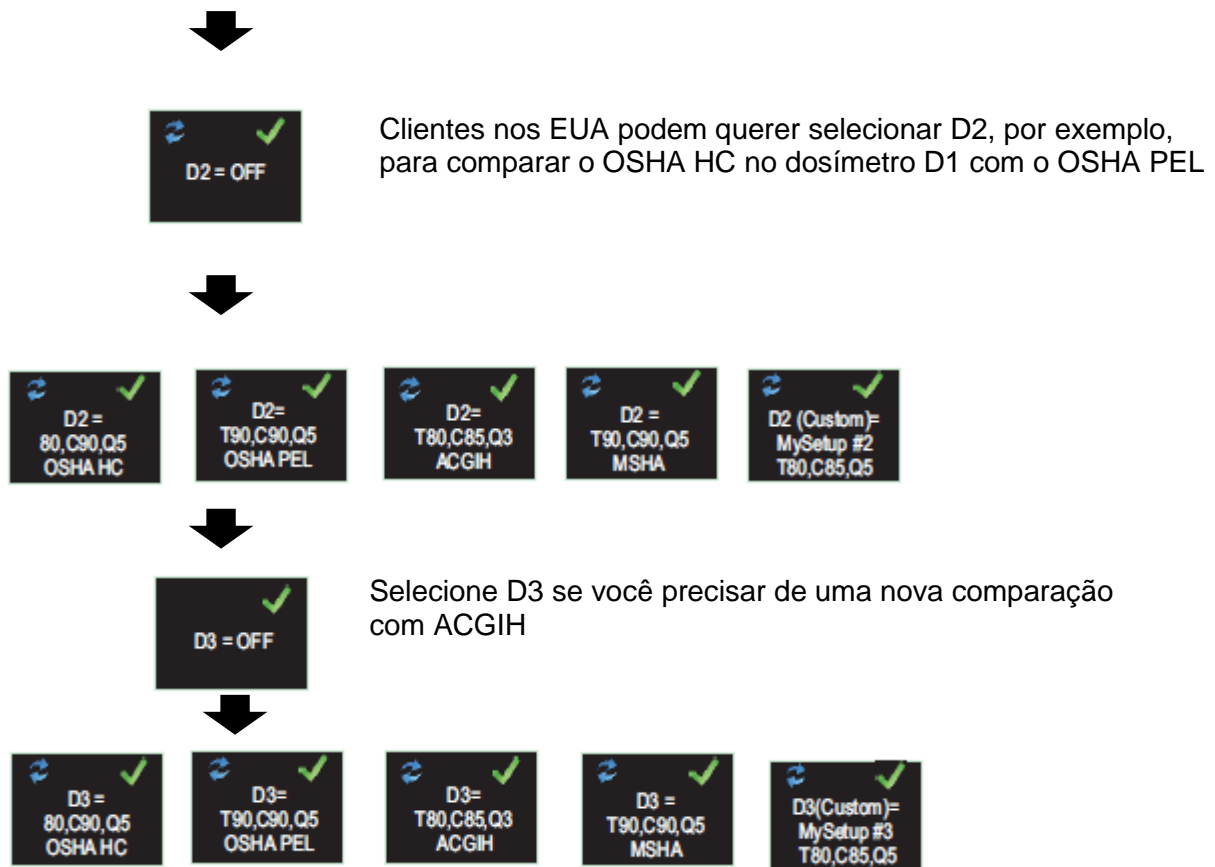 D2 = OFF
Clientes nos EUA podem querer selecionar D2, por exemplo,
para comparar o OSHA HC no dosímetro D1 com o OSHA PEL
D2 =
80,C90,Q5
OSHA HC
D2=
T90,C90,Q5
OSHA PEL
D2=
T80,C85,Q3
ACGIH
D2 =
T90,C90,Q5
MSHA
D2 (Custom)=
MySetup #2
T80,C85,Q5
D3 = OFF
Selecione D3 se você precisar de uma nova comparação
com ACGIH
D3 =
80,C90,Q5
OSHA HC
D3=
T90,C90,Q5
OSHA PEL
D3=
T80,C85,Q3
ACGIH
D3 =
T90,C90,Q5
MSHA
D3(Custom)=
MySetup #3
T80,C85,Q5